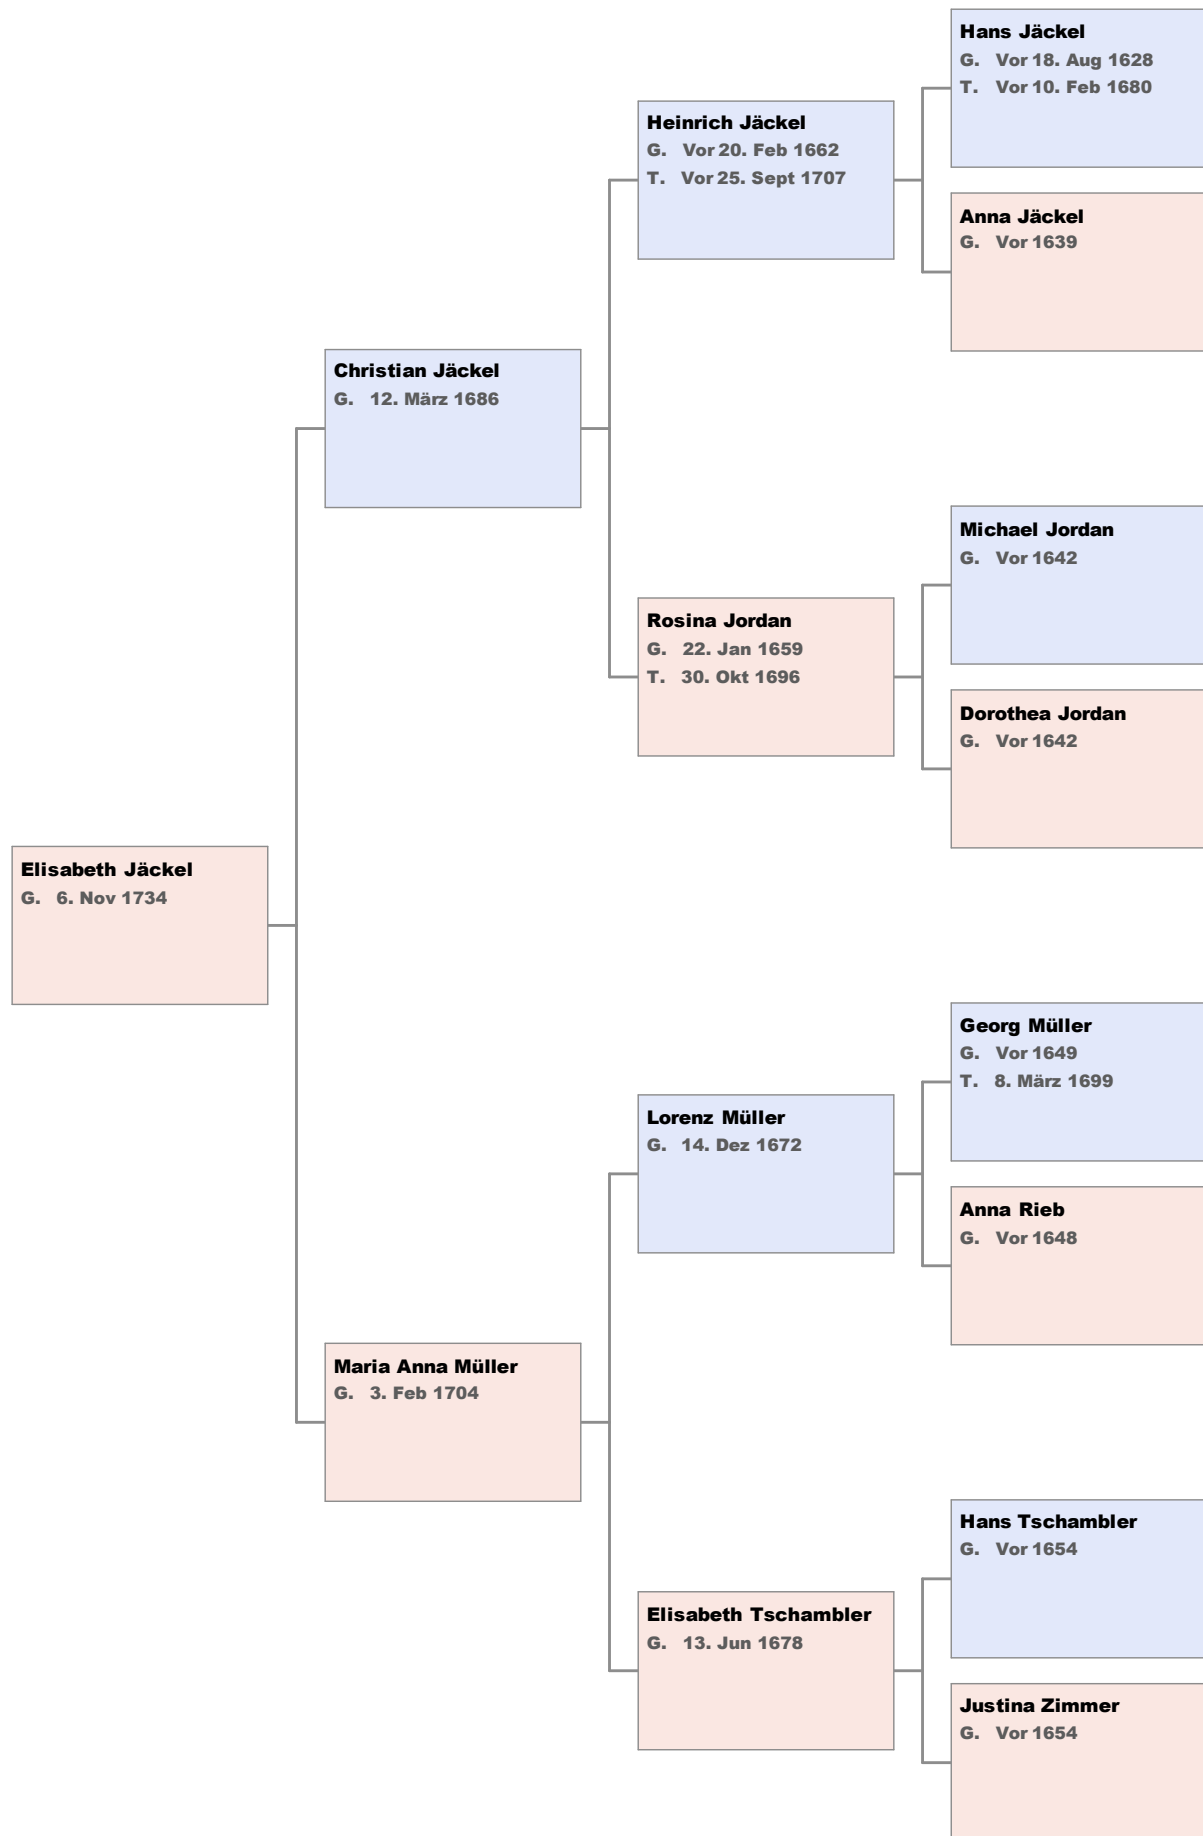 Hans Jäckel
G. Vor 18. Aug 1628
T. Vor 10. Feb 1680
Heinrich Jäckel
G. Vor 20. Feb 1662
T. Vor 25. Sept 1707
Anna Jäckel
G. Vor 1639
Christian Jäckel
G. 12. März 1686
Michael Jordan
G. Vor 1642
Rosina Jordan
G. 22. Jan 1659
T. 30. Okt 1696
Dorothea Jordan
G. Vor 1642
Elisabeth Jäckel
G. 6. Nov 1734
Georg Müller
G. Vor 1649
T. 8. März 1699
Lorenz Müller
G. 14. Dez 1672
Anna Rieb
G. Vor 1648
Maria Anna Müller
G. 3. Feb 1704
Hans Tschambler
G. Vor 1654
Elisabeth Tschambler
G. 13. Jun 1678
Justina Zimmer
G. Vor 1654